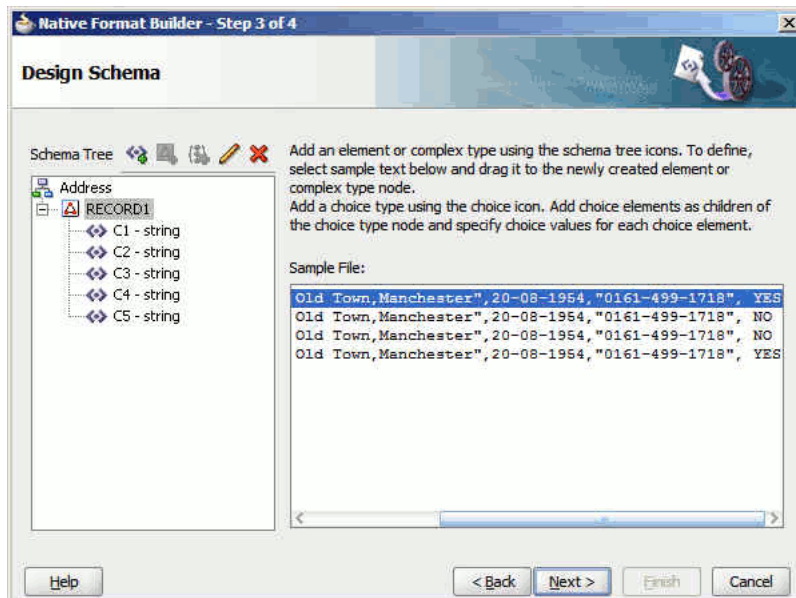 Native Format Builder - Step 3 of 4
Design Schema
Schema Tree
Address
RECORD1
C1 - string
C2 - string
C3 - string
C4 - string
C5 - string
Add an element or complex type using the schema tree icons. To define,
select sample text below and drag it to the newly created element or
complex type node.
Add a choice type using the choice icon. Add choice elements as children of
the choice type node and specify choice values for each choice element.
Sample File:
Old Town,Manchester",20-08-1954,"0161-499-1718", YES
Old Town,Manchester",20-08-1954,"0161-499-1718", NO
Old Town,Manchester",20-08-1954,"0161-499-1718", NO
Old Town,Manchester",20-08-1954,"0161-499-1718", YES
Help
< Back
Next >
Finish
Cancel